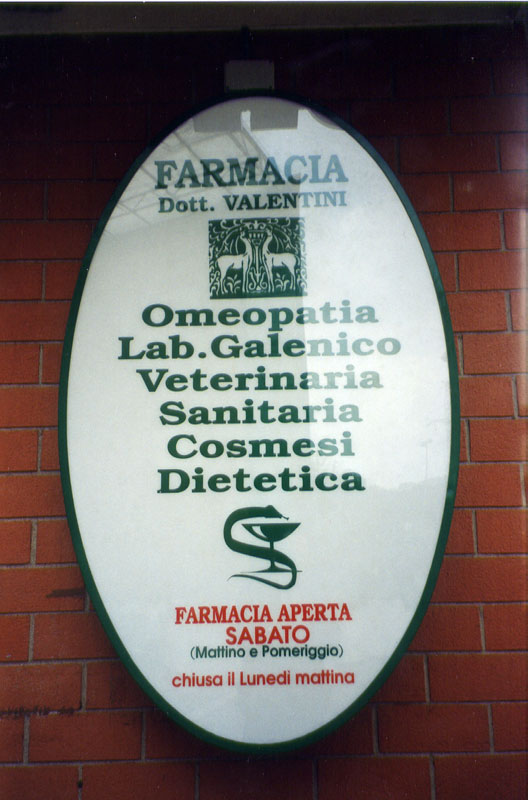 FARMACIA
Dott. VALENTINI
Omeopatia
Lab.Galenico
Veterinaria
Sanitaria
Cosmesi
Dietetica
FARMACIA APERTA
SABATO
(Mattino e Pomeriggio)
chiusa il Lunedì mattina